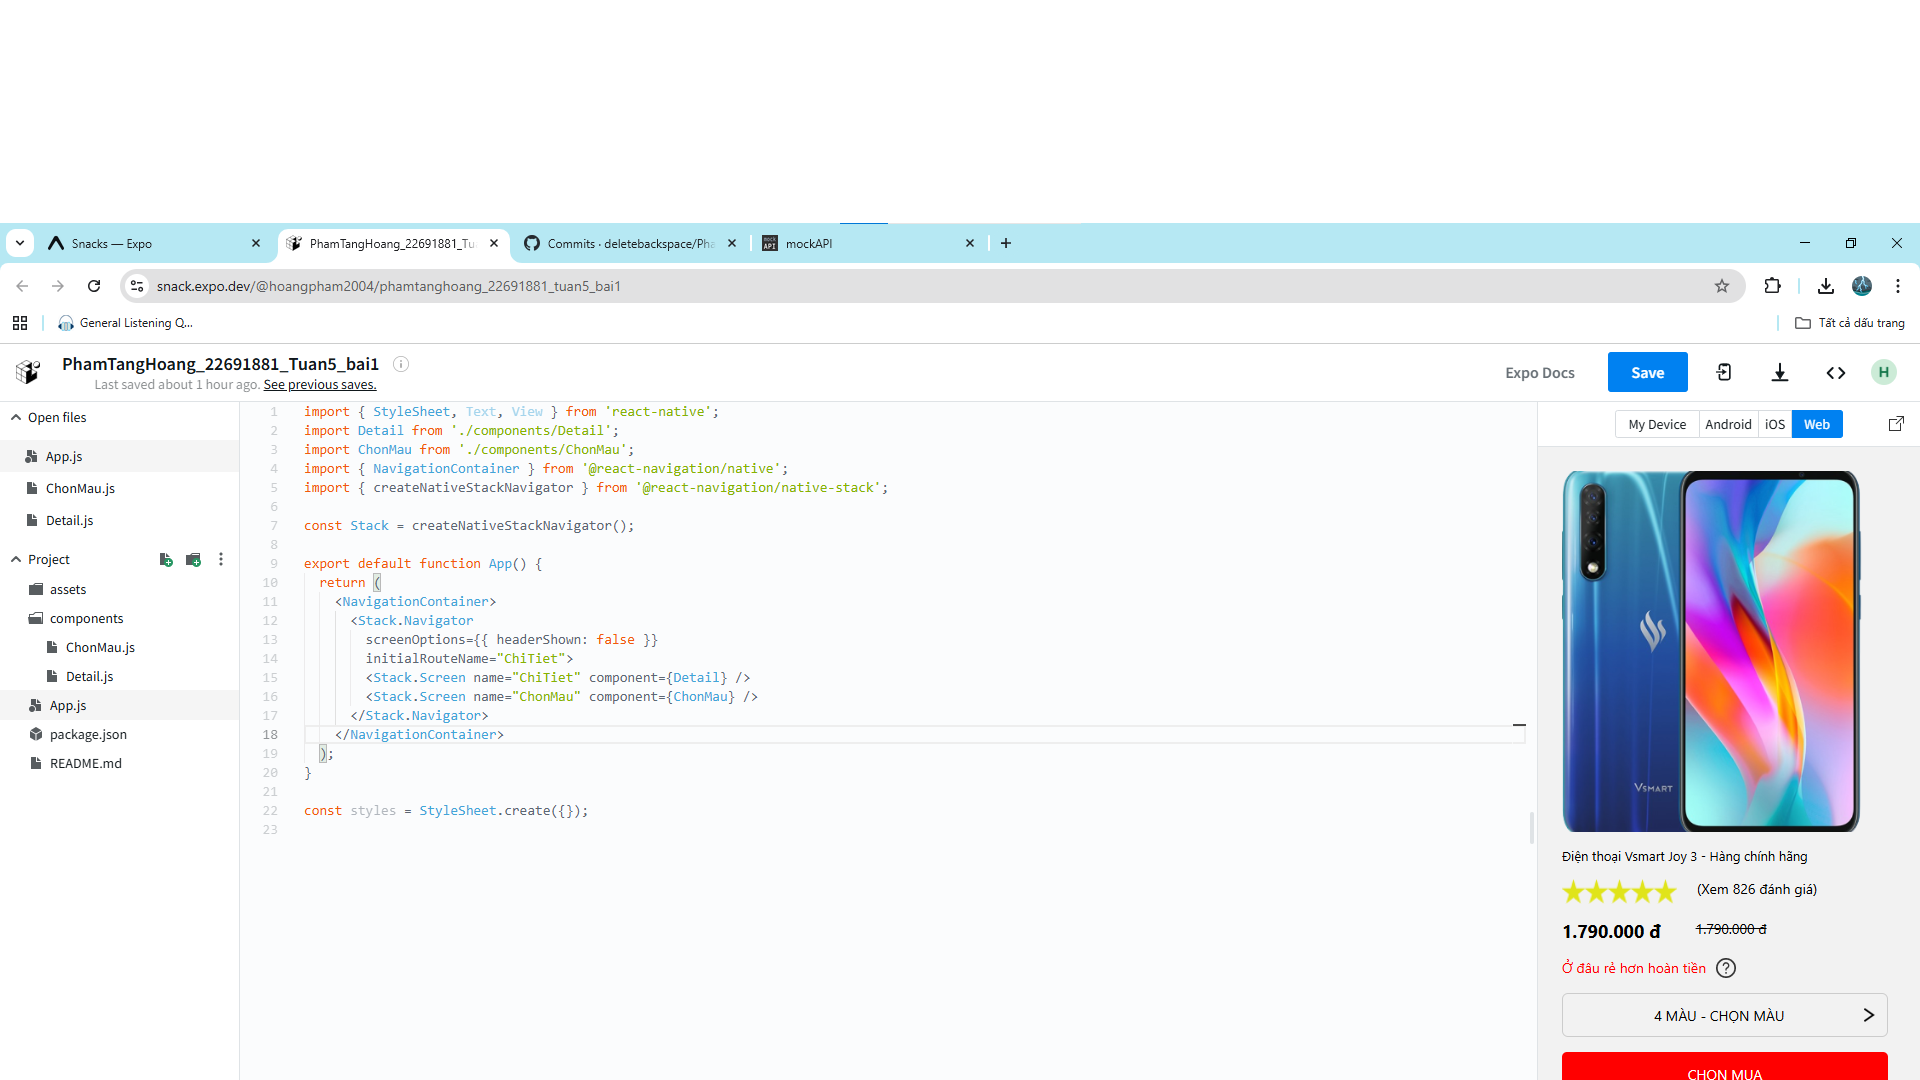 Snacks — Expo
PhamTangHoang_22691881_Tu
Commits · deletebackspace/Pha
mock API
mockAPI
snack.expo.dev/@hoangpham2004/phamtanghoang_22691881_tuan5_bai1
General Listening Q...
Tất cả dấu trang
PhamTangHoang_22691881_Tuan5_bai1
Last saved about 1 hour ago. See previous saves.
Expo Docs
Save
H
Open files
App.js
ChonMau.js
Detail.js
Project
assets
components
ChonMau.js
Detail.js
App.js
package.json
README.md
1 import { StyleSheet, Text, View } from 'react-native';
2 import Detail from './components/Detail';
3 import ChonMau from './components/ChonMau';
4 import { NavigationContainer } from '@react-navigation/native';
5 import { createNativeStackNavigator } from '@react-navigation/native-stack';
6
7 const Stack = createNativeStackNavigator();
8
9 export default function App() {
10 return (
11 <NavigationContainer>
12 <Stack.Navigator
13 screenOptions={{ headerShown: false }}
14 initialRouteName="ChiTiet">
15 <Stack.Screen name="ChiTiet" component={Detail} />
16 <Stack.Screen name="ChonMau" component={ChonMau} />
17 </Stack.Navigator>
18 </NavigationContainer>
19 );
20 }
21
22 const styles = StyleSheet.create({});
23
My Device
Android
iOS
Web
VSMART
Điện thoại Vsmart Joy 3 - Hàng chính hãng
(Xem 826 đánh giá)
1.790.000 đ
1.790.000 đ
Ở đâu rẻ hơn hoàn tiền
?
4 MÀU - CHỌN MÀU
CHỌN MUA